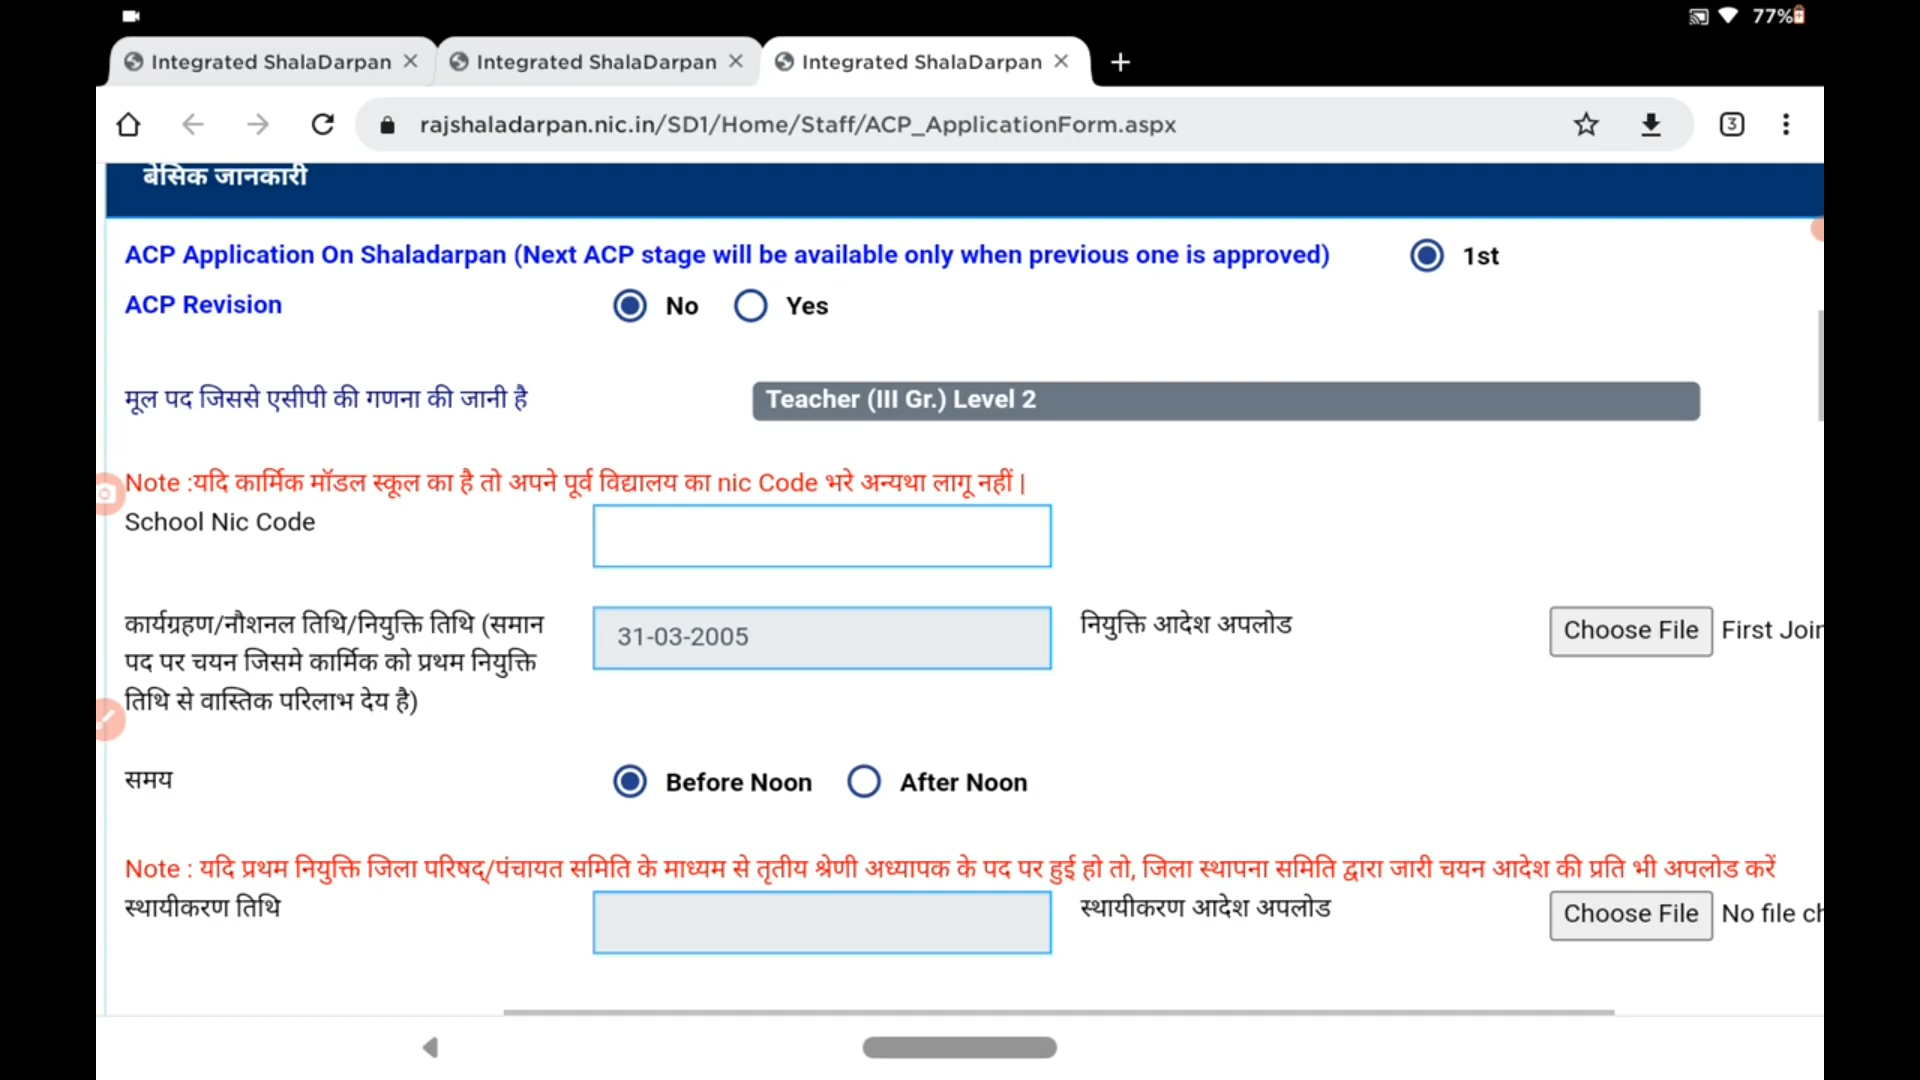 77%
Integrated ShalaDarpan
Integrated ShalaDarpan
Integrated ShalaDarpan
rajshaladarpan.nic.in/SD1/Home/Staff/ACP_ApplicationForm.aspx
3
बेसिक जानकारी
ACP Application On Shaladarpan (Next ACP stage will be available only when previous one is approved) 1st
ACP Revision No Yes
मूल पद जिससे एसीपी की गणना की जानी है Teacher (III Gr.) Level 2
Note :यदि कार्मिक मॉडल स्कूल का है तो अपने पूर्व विद्यालय का nic Code भरे अन्यथा लागू नहीं |
School Nic Code
कार्यग्रहण/नौशनल तिथि/नियुक्ति तिथि (समान
पद पर चयन जिसमे कार्मिक को प्रथम नियुक्ति
तिथि से वास्तिक परिलाभ देय है)
31-03-2005
नियुक्ति आदेश अपलोड
Choose File First Join
समय Before Noon After Noon
Note : यदि प्रथम नियुक्ति जिला परिषद्/पंचायत समिति के माध्यम से तृतीय श्रेणी अध्यापक के पद पर हुई हो तो, जिला स्थापना समिति द्वारा जारी चयन आदेश की प्रति भी अपलोड करें
स्थायीकरण तिथि स्थायीकरण आदेश अपलोड Choose File No file ch